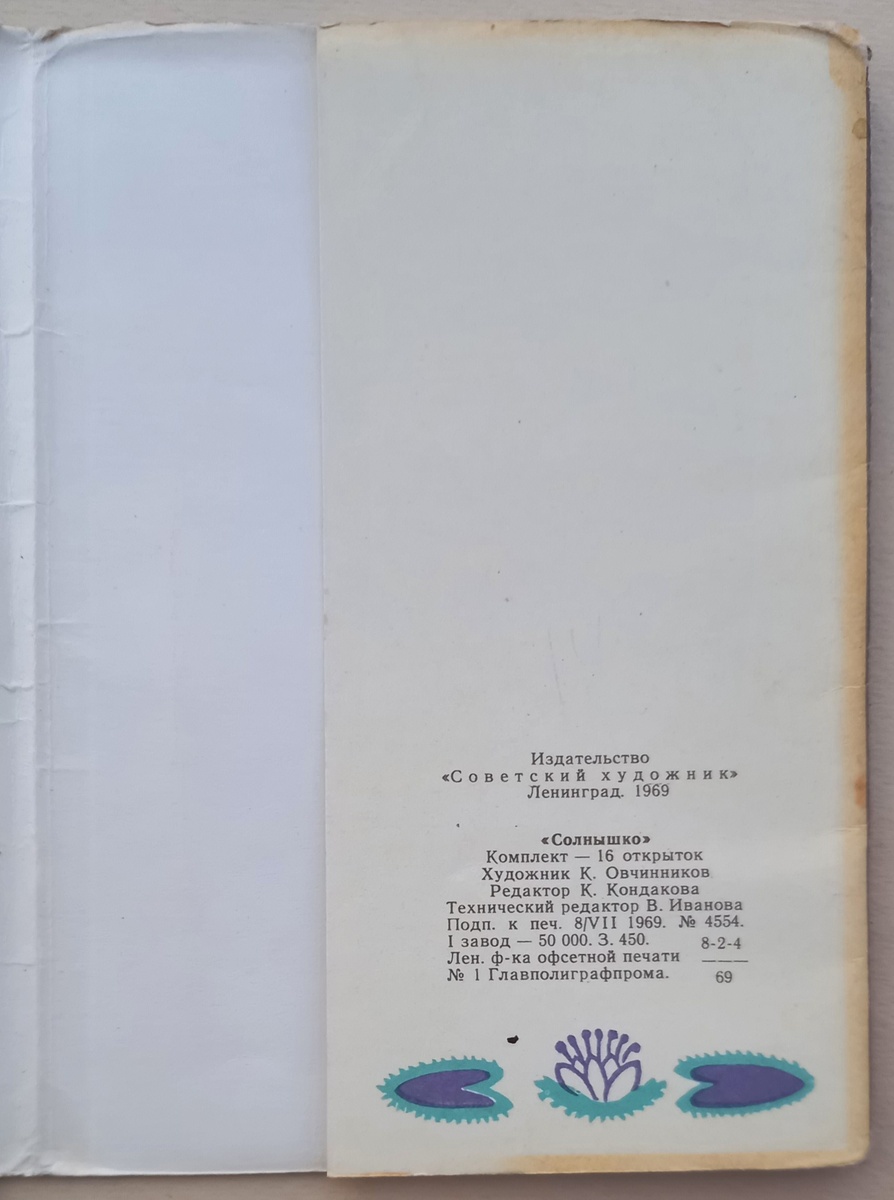 Издательство
«Советский художник»
Ленинград. 1969
«Солнышко»
Комплект — 16 открыток
Художник К. Овчинников
Редактор К. Кондакова
Технический редактор В. Иванова
Подп. к печ. 8/VII 1969. № 4554.
I завод — 50 000. З. 450.
Лен. ф-ка офсетной печати
№ 1 Главполиграфпрома.
8-2-4
69